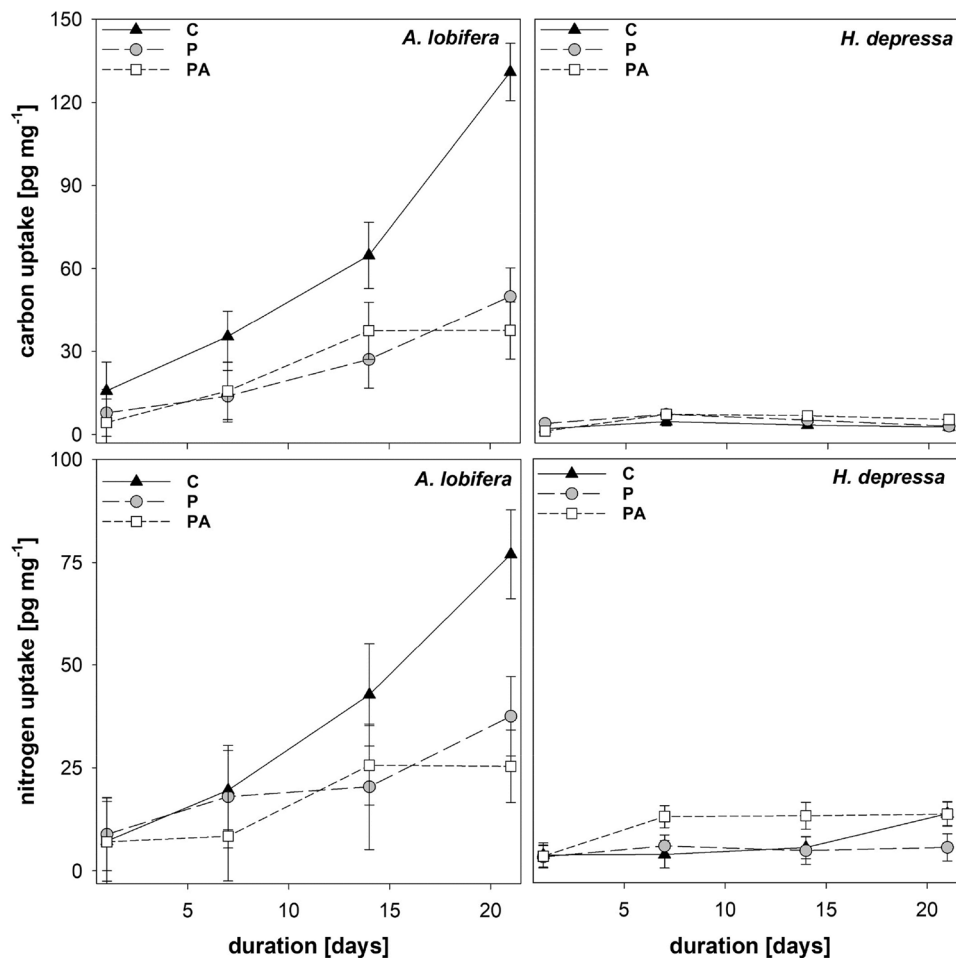 150
120
90
60
30
0
carbon uptake [pg mg⁻¹]
C
P
PA
A. lobifera
C
P
PA
H. depressa
100
75
50
25
0
nitrogen uptake [pg mg⁻¹]
C
P
PA
A. lobifera
C
P
PA
H. depressa
5 10 15 20
5 10 15 20
duration [days]
duration [days]